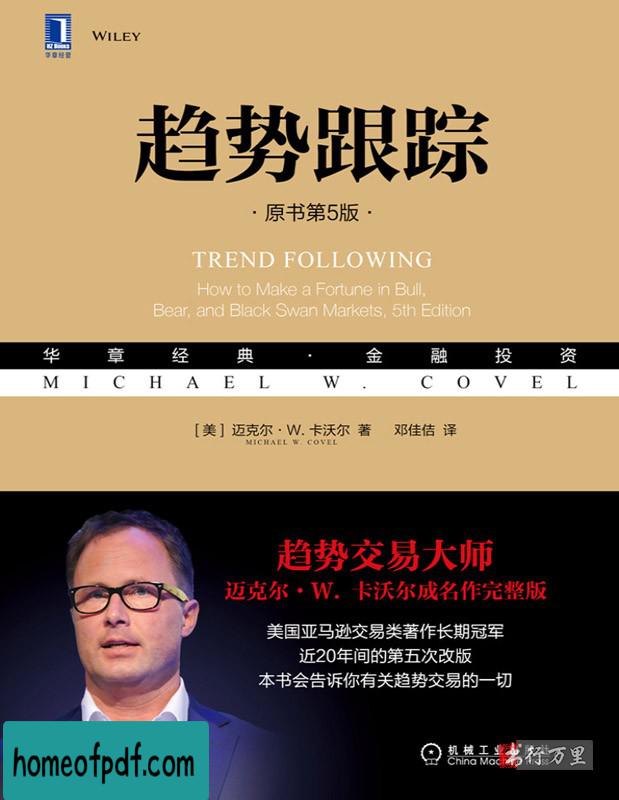 HZ Books
华章经管
WILEY
趋势跟踪
·原书第5版·
TREND FOLLOWING
How to Make a Fortune in Bull,
Bear, and Black Swan Markets, 5th Edition
华章经典·金融投资
MICHAEL W. COVEL
[美] 迈克尔·W. 卡沃尔 著 邓佳佶 译
MICHAEL W. COVEL
趋势交易大师
迈克尔·W. 卡沃尔成名作完整版
美国亚马逊交易类著作长期冠军
近20年间的第五次改版
本书会告诉你有关趋势交易的一切
homeofpdf.com
机械工业
China Machine
书行万里